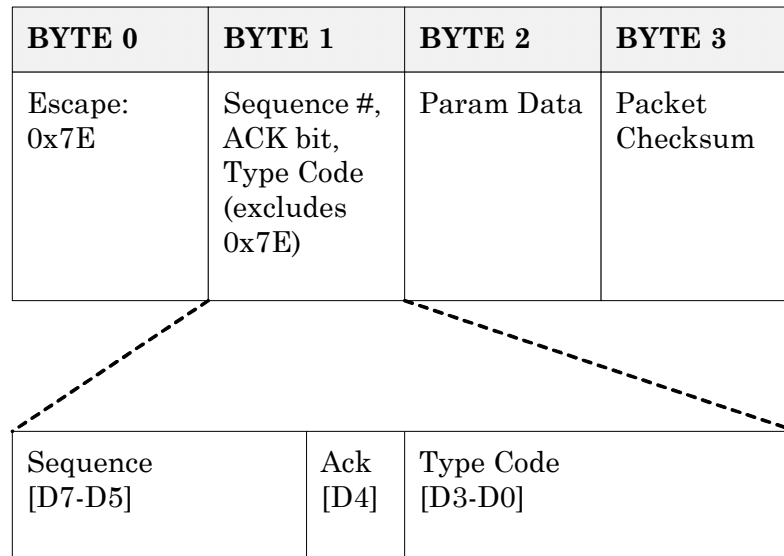 BYTE 0
BYTE 1
BYTE 2
BYTE 3
Escape:
0x7E
Sequence #,
ACK bit,
Type Code
(excludes
0x7E)
Param Data
Packet
Checksum
Sequence
[D7-D5]
Ack
[D4]
Type Code
[D3-D0]